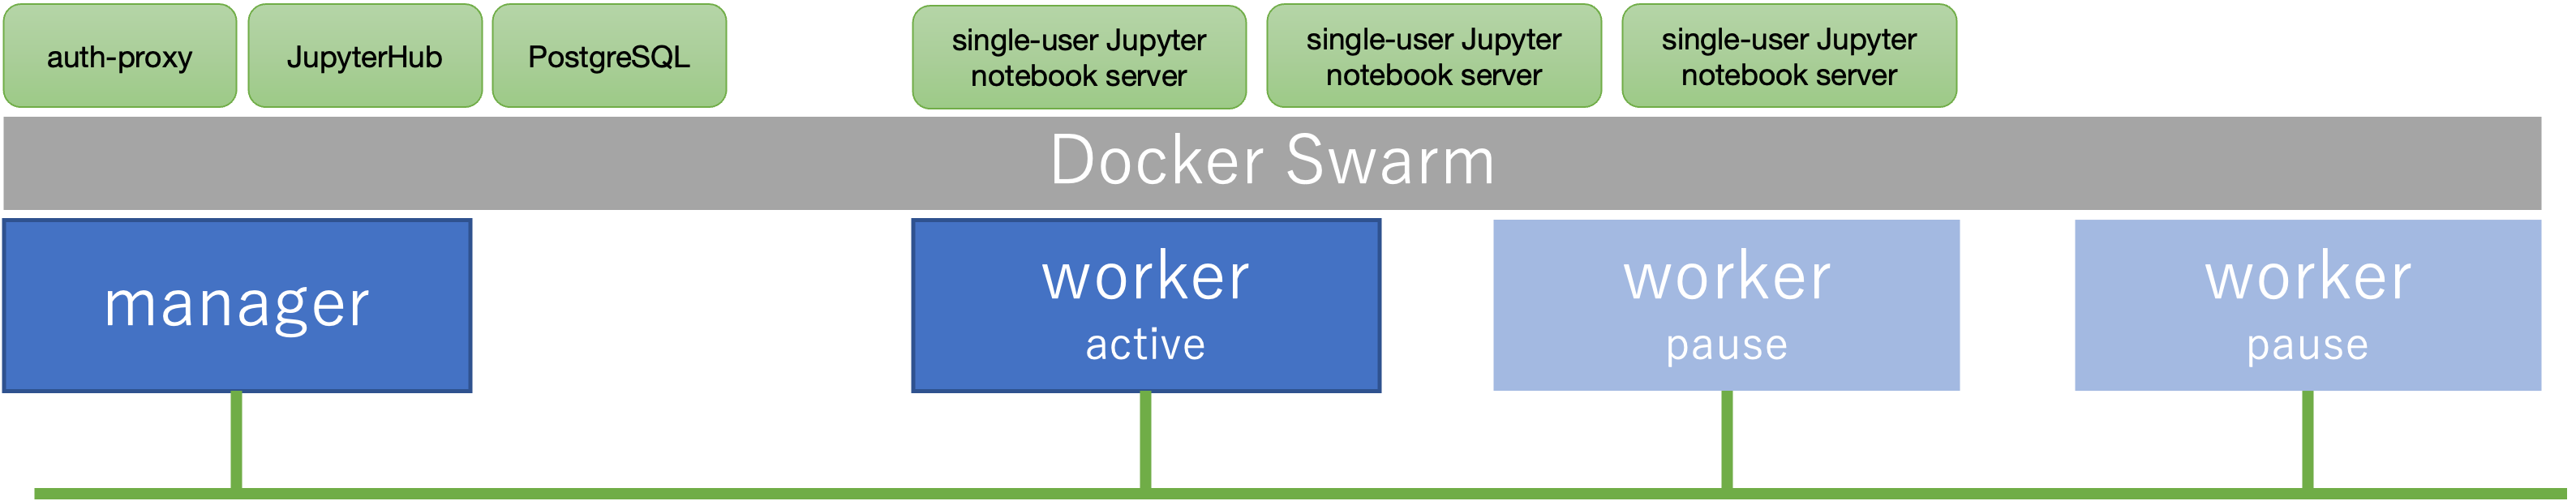 auth-proxy
JupyterHub
PostgreSQL
single-user Jupyter
notebook server
single-user Jupyter
notebook server
single-user Jupyter
notebook server
Docker Swarm
manager
worker
active
worker
pause
worker
pause